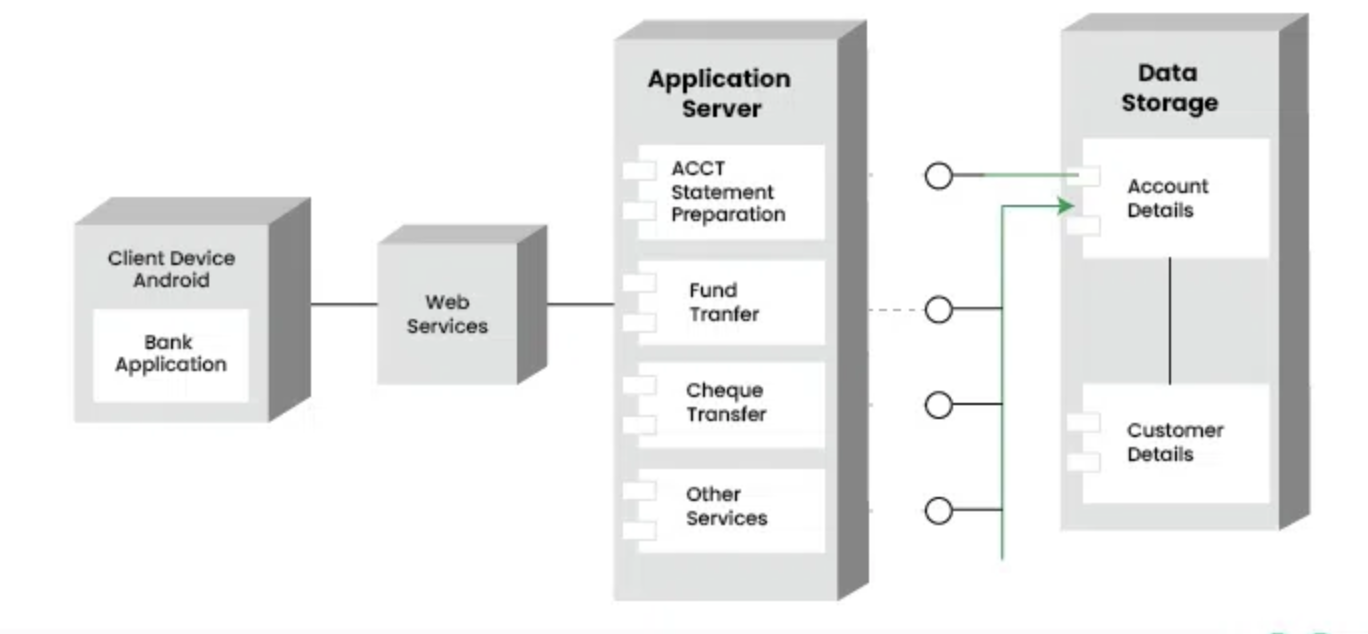 Client Device
Android
Bank
Application
Web
Services
Application
Server
ACCT
Statement
Preparation
Fund
Tranfer
Cheque
Transfer
Other
Services
Data
Storage
Account
Details
Customer
Details